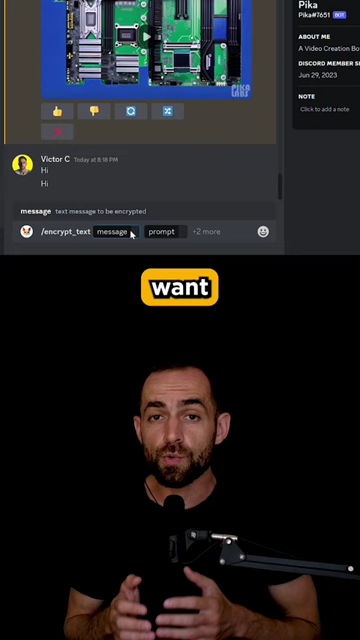 Pika
Pika#7651 BOT
ABOUT ME
A Video Creation Bo
DISCORD MEMBER SI
Jun 29, 2023
NOTE
Click to add a note
PIKA
LABS
Victor C Today at 8:18 PM
Hi
Hi
message text message to be encrypted
/encrypt_text message prompt +2 more
want